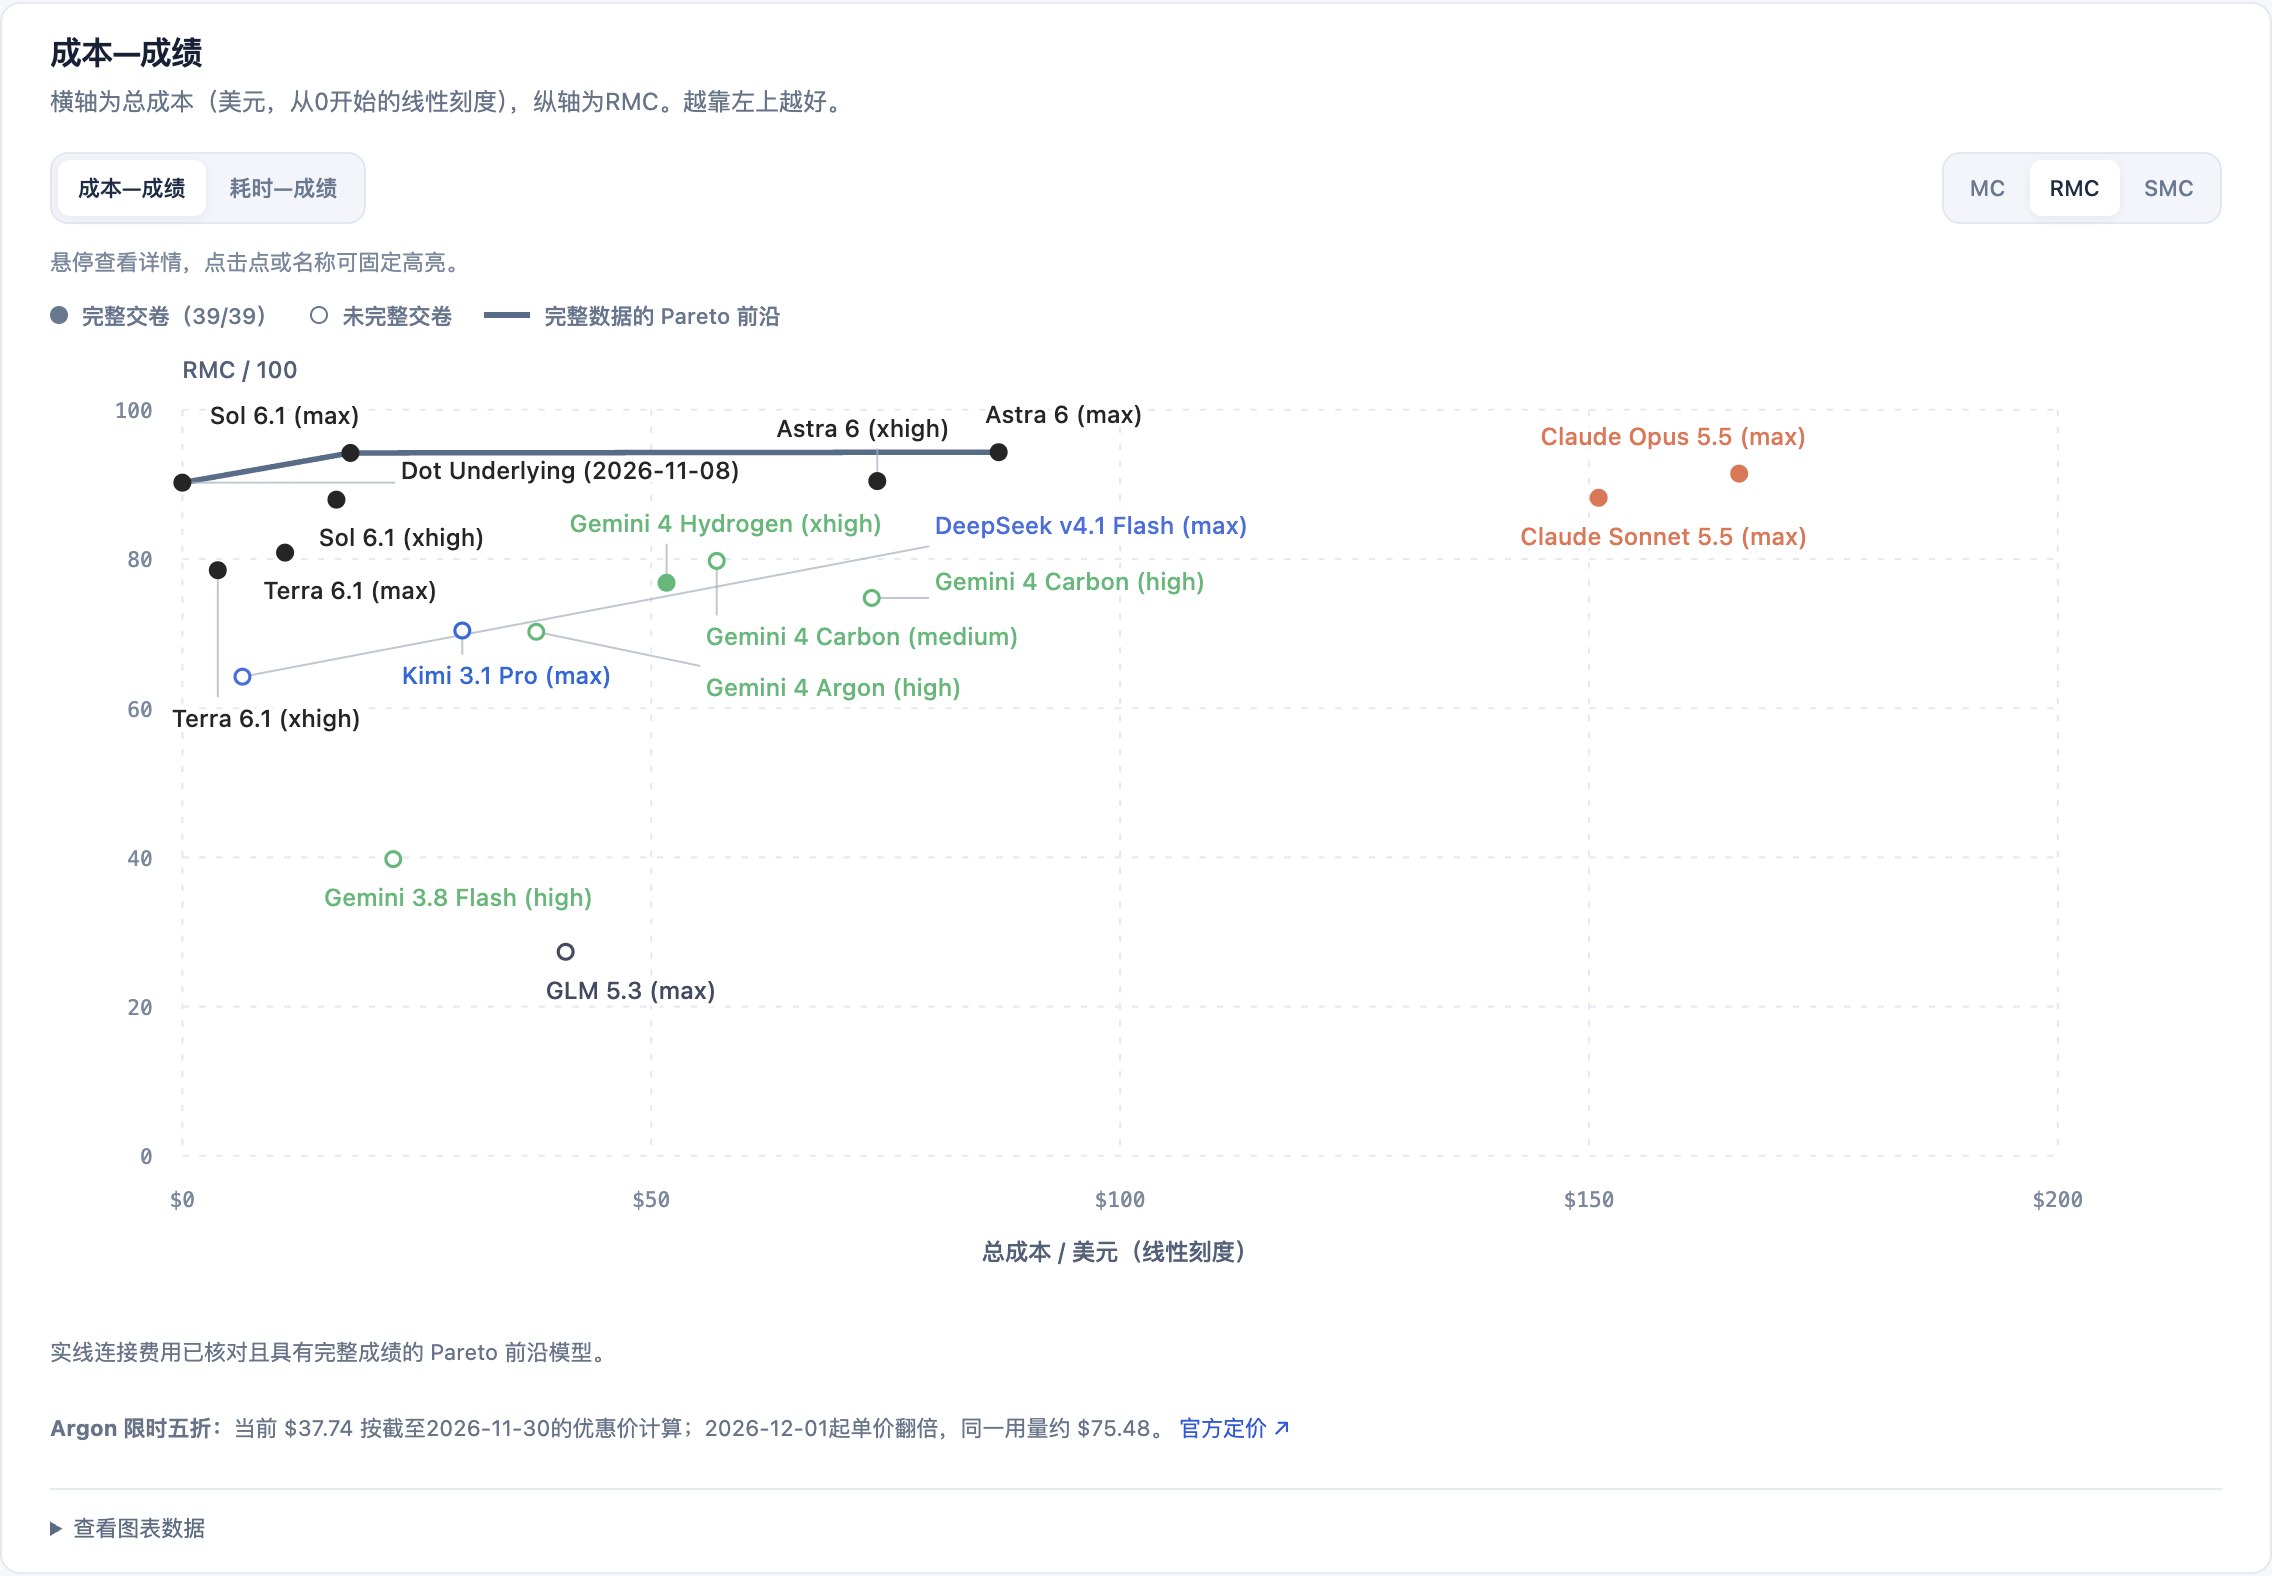 成本—成绩
横轴为总成本（美元，从0开始的线性刻度），纵轴为RMC。越靠左上越好。
成本—成绩 耗时—成绩
MC RMC SMC
悬停查看详情，点击点或名称可固定高亮。
完整交卷（39/39） 未完整交卷 完整数据的 Pareto 前沿
RMC / 100
100
Sol 6.1 (max)
Astra 6 (xhigh)
Astra 6 (max)
Claude Opus 5.5 (max)
Dot Underlying (2026-11-08)
Sol 6.1 (xhigh)
Gemini 4 Hydrogen (xhigh)
DeepSeek v4.1 Flash (max)
Claude Sonnet 5.5 (max)
80
Terra 6.1 (max)
Gemini 4 Carbon (high)
Gemini 4 Carbon (medium)
Kimi 3.1 Pro (max)
Gemini 4 Argon (high)
60
Terra 6.1 (xhigh)
40
Gemini 3.8 Flash (high)
GLM 5.3 (max)
20
0
$0 $50 $100 $150 $200
总成本 / 美元（线性刻度）
实线连接费用已核对且具有完整成绩的 Pareto 前沿模型。
Argon 限时五折：当前 $37.74 按截至2026-11-30的优惠价计算；2026-12-01起单价翻倍，同一用量约 $75.48。 官方定价 ↗
▶ 查看图表数据